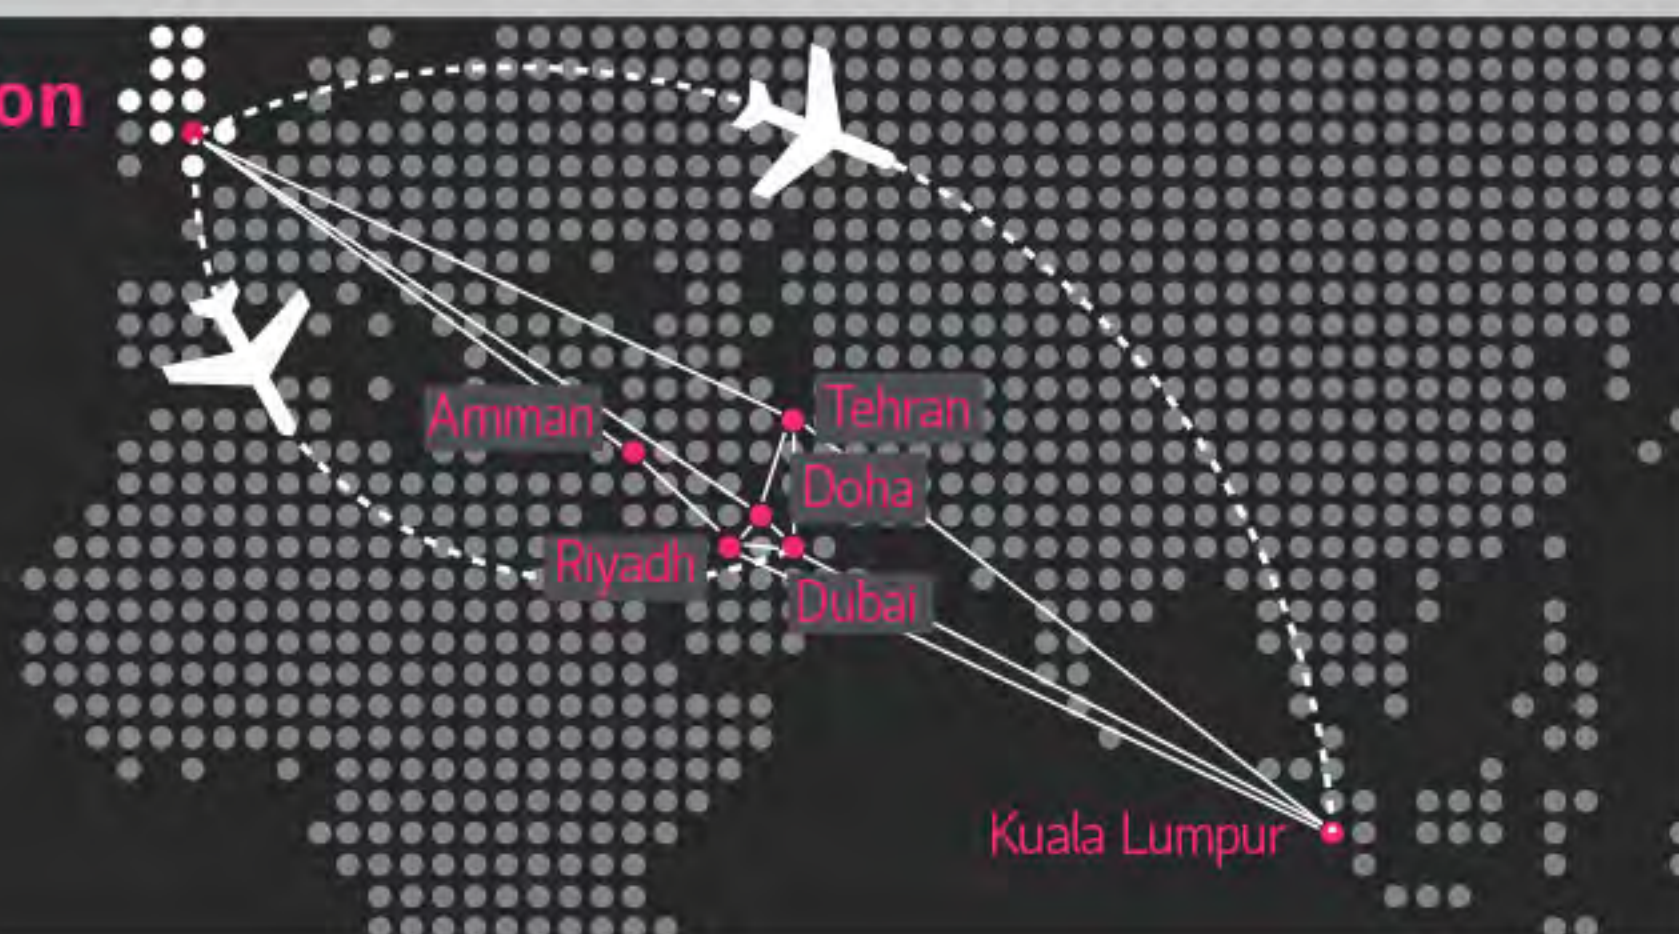 on
Amman
Tehran
Doha
Riyadh
Dubai
Kuala Lumpur